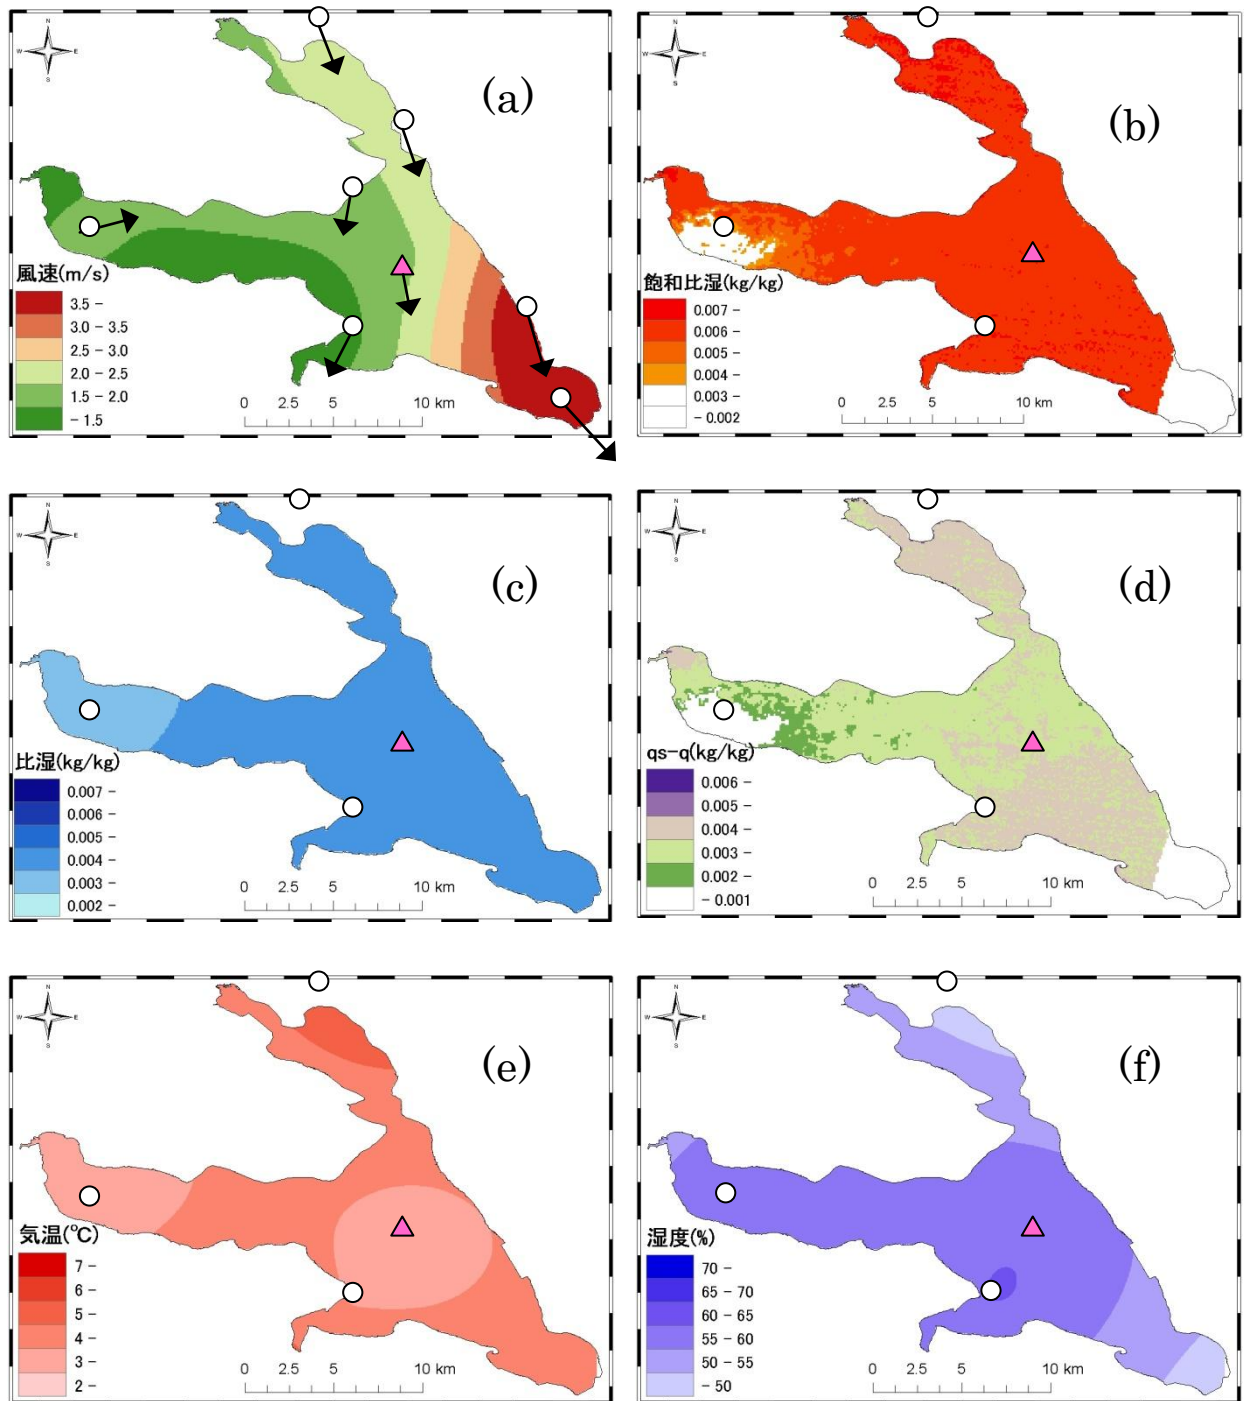 (a)
N
W E
S
風速(m/s)
3.5 -
3.0 - 3.5
2.5 - 3.0
2.0 - 2.5
1.5 - 2.0
- 1.5
0 2.5 5 10 km
(b)
N
W E
S
飽和比湿(kg/kg)
0.007 -
0.006 -
0.005 -
0.004 -
0.003 -
- 0.002
0 2.5 5 10 km
(c)
N
W E
S
比湿(kg/kg)
0.007 -
0.006 -
0.005 -
0.004 -
0.003 -
0.002 -
0 2.5 5 10 km
(d)
N
W E
S
qs-q(kg/kg)
0.006 -
0.005 -
0.004 -
0.003 -
0.002 -
- 0.001
0 2.5 5 10 km
(e)
N
W E
S
気温(℃)
7 -
6 -
5 -
4 -
3 -
2 -
0 2.5 5 10 km
(f)
N
W E
S
湿度(%)
70 -
65 - 70
60 - 65
55 - 60
50 - 55
- 50
0 2.5 5 10 km